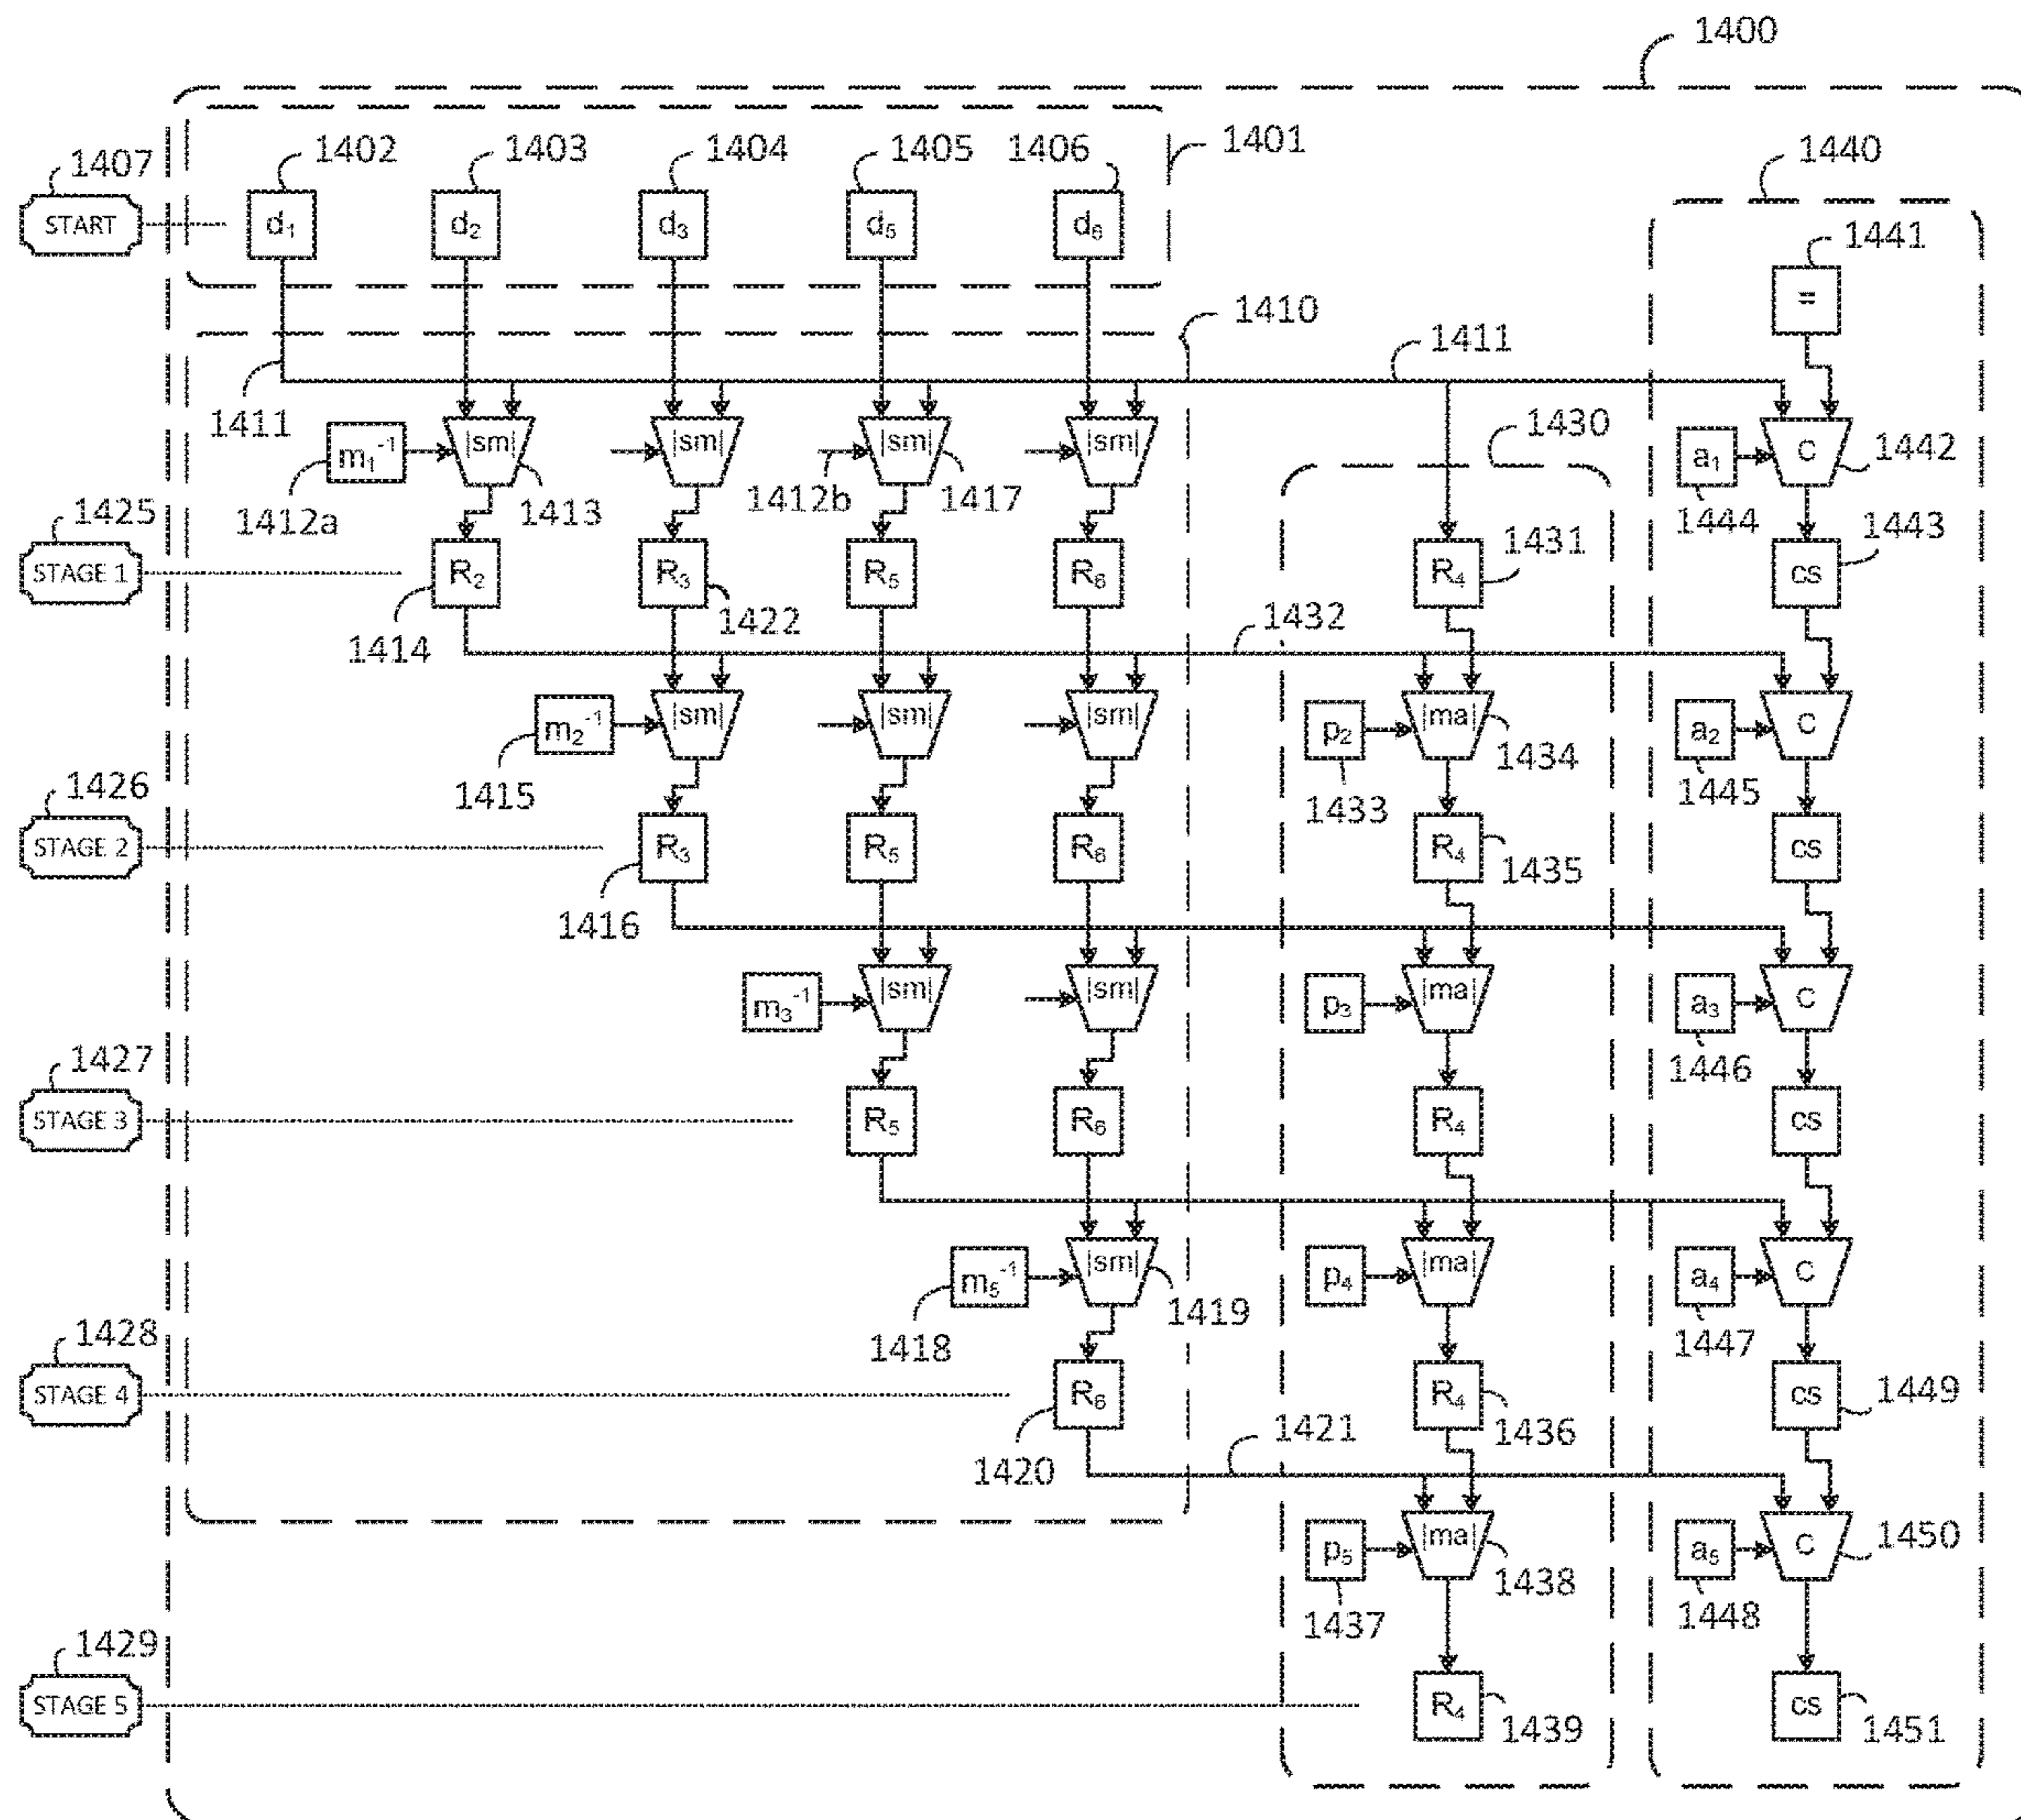 1400
1407 1402 1403 1404 1405 1406 1401 1440
START d₁ d₂ d₃ d₅ d₆
1441
=
1410 1411
1411
m₁⁻¹ |sm| |sm| |sm| |sm| 1430 a₁ C 1442
1412a 1413 1412b 1417 1444
1425 1443
STAGE 1 R₂ R₃ R₅ R₆ R₄ 1431 cs
1414 1422 1432
m₂⁻¹ |sm| |sm| |sm| p₂ |ma| 1434 a₂ C
1415 1433 1445
1426
STAGE 2 R₃ R₅ R₆ R₄ 1435 cs
1416
m₃⁻¹ |sm| |sm| p₃ |ma| a₃ C
1446
1427
STAGE 3 R₅ R₆ R₄ cs
m₅⁻¹ |sm| 1419 p₄ |ma| a₄ C
1418 1447
1428
STAGE 4 R₆ R₄ 1436 cs 1449
1420 1421
p₅ |ma| 1438 a₅ C 1450
1437 1448
1429
STAGE 5 R₄ 1439 cs 1451